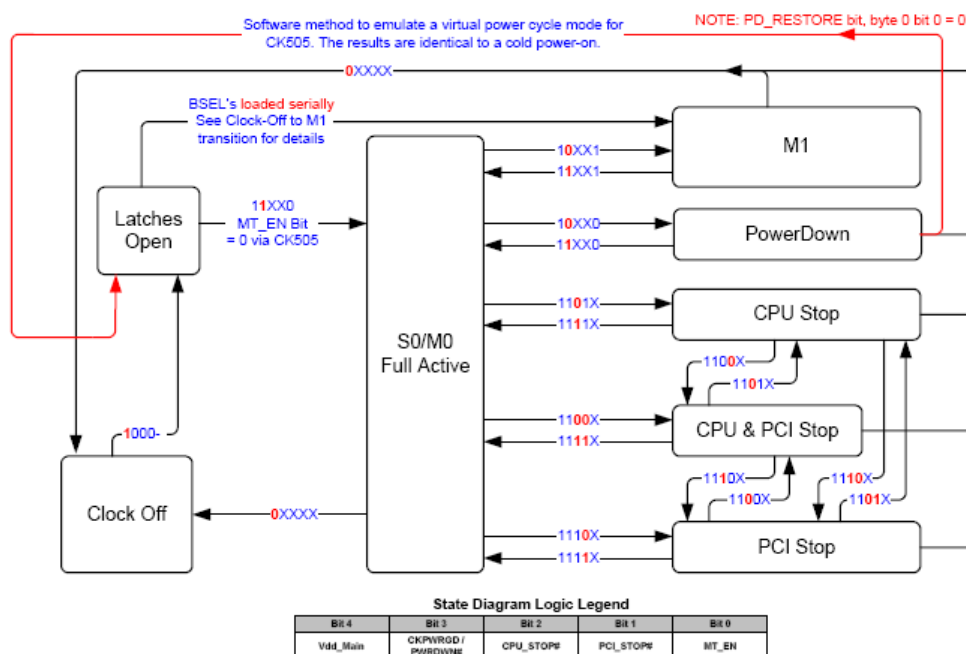 Software method to emulate a virtual power cycle mode for
CK505. The results are identical to a cold power-on.
NOTE: PD_RESTORE bit, byte 0 bit 0 = 0
0XXXX
BSEL's loaded serially
See Clock-Off to M1
transition for details
M1
10XX1
11XX1
Latches
Open
11XX0
MT_EN Bit
= 0 via CK505
10XX0
11XX0
PowerDown
S0/M0
Full Active
1101X
1111X
CPU Stop
1100X
1101X
1100X
1111X
CPU & PCI Stop
1000-
Clock Off
0XXXX
1110X
1100X
1110X
1101X
1110X
1111X
PCI Stop
State Diagram Logic Legend
Bit 4 Bit 3 Bit 2 Bit 1 Bit 0
Vdd_Main CKPWRGD / PWRDWN# CPU_STOP# PCI_STOP# MT_EN